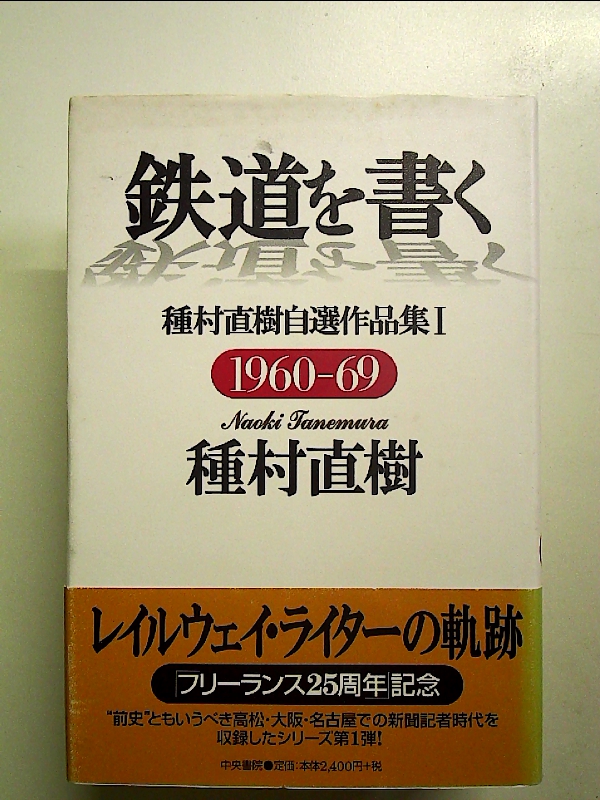 鉄道を書く
種村直樹自選作品集I
1960-69
Naoki Tanemura
種村直樹
レイルウェイ・ライターの軌跡
「フリーランス25周年」記念
“前史”ともいうべき高松・大阪・名古屋での新聞記者時代を
収録したシリーズ第1弾!
中央書院●定価:本体2,400円+税